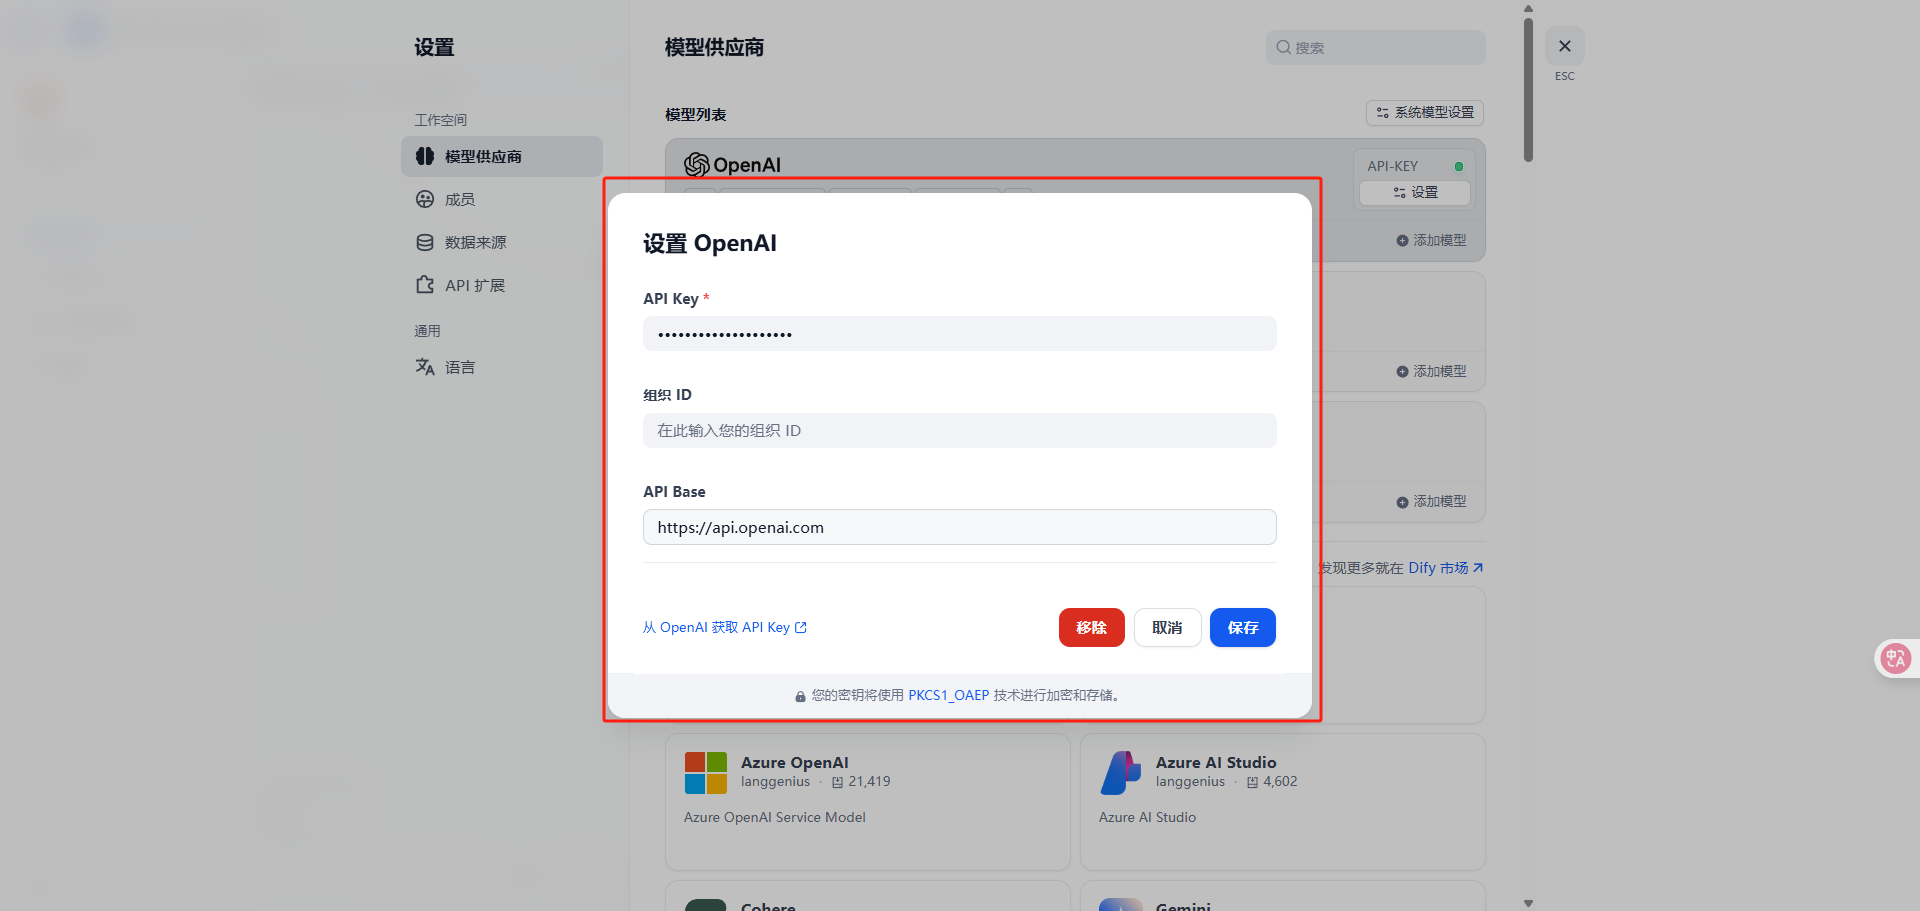 设置
工作空间
模型供应商
成员
数据来源
API 扩展
通用
语言
模型供应商
搜索
ESC
模型列表
系统模型设置
OpenAI
API-KEY
设置
添加模型
添加模型
添加模型
发现更多就在 Dify 市场
设置 OpenAI
API Key *
••••••••••••••••••••
组织 ID
在此输入您的组织 ID
API Base
https://api.openai.com
从 OpenAI 获取 API Key
移除
取消
保存
您的密钥将使用 PKCS1_OAEP 技术进行加密和存储。
Azure OpenAI
langgenius · 21,419
Azure OpenAI Service Model
Azure AI Studio
langgenius · 4,602
Azure AI Studio
Cohere
Gemini
中A